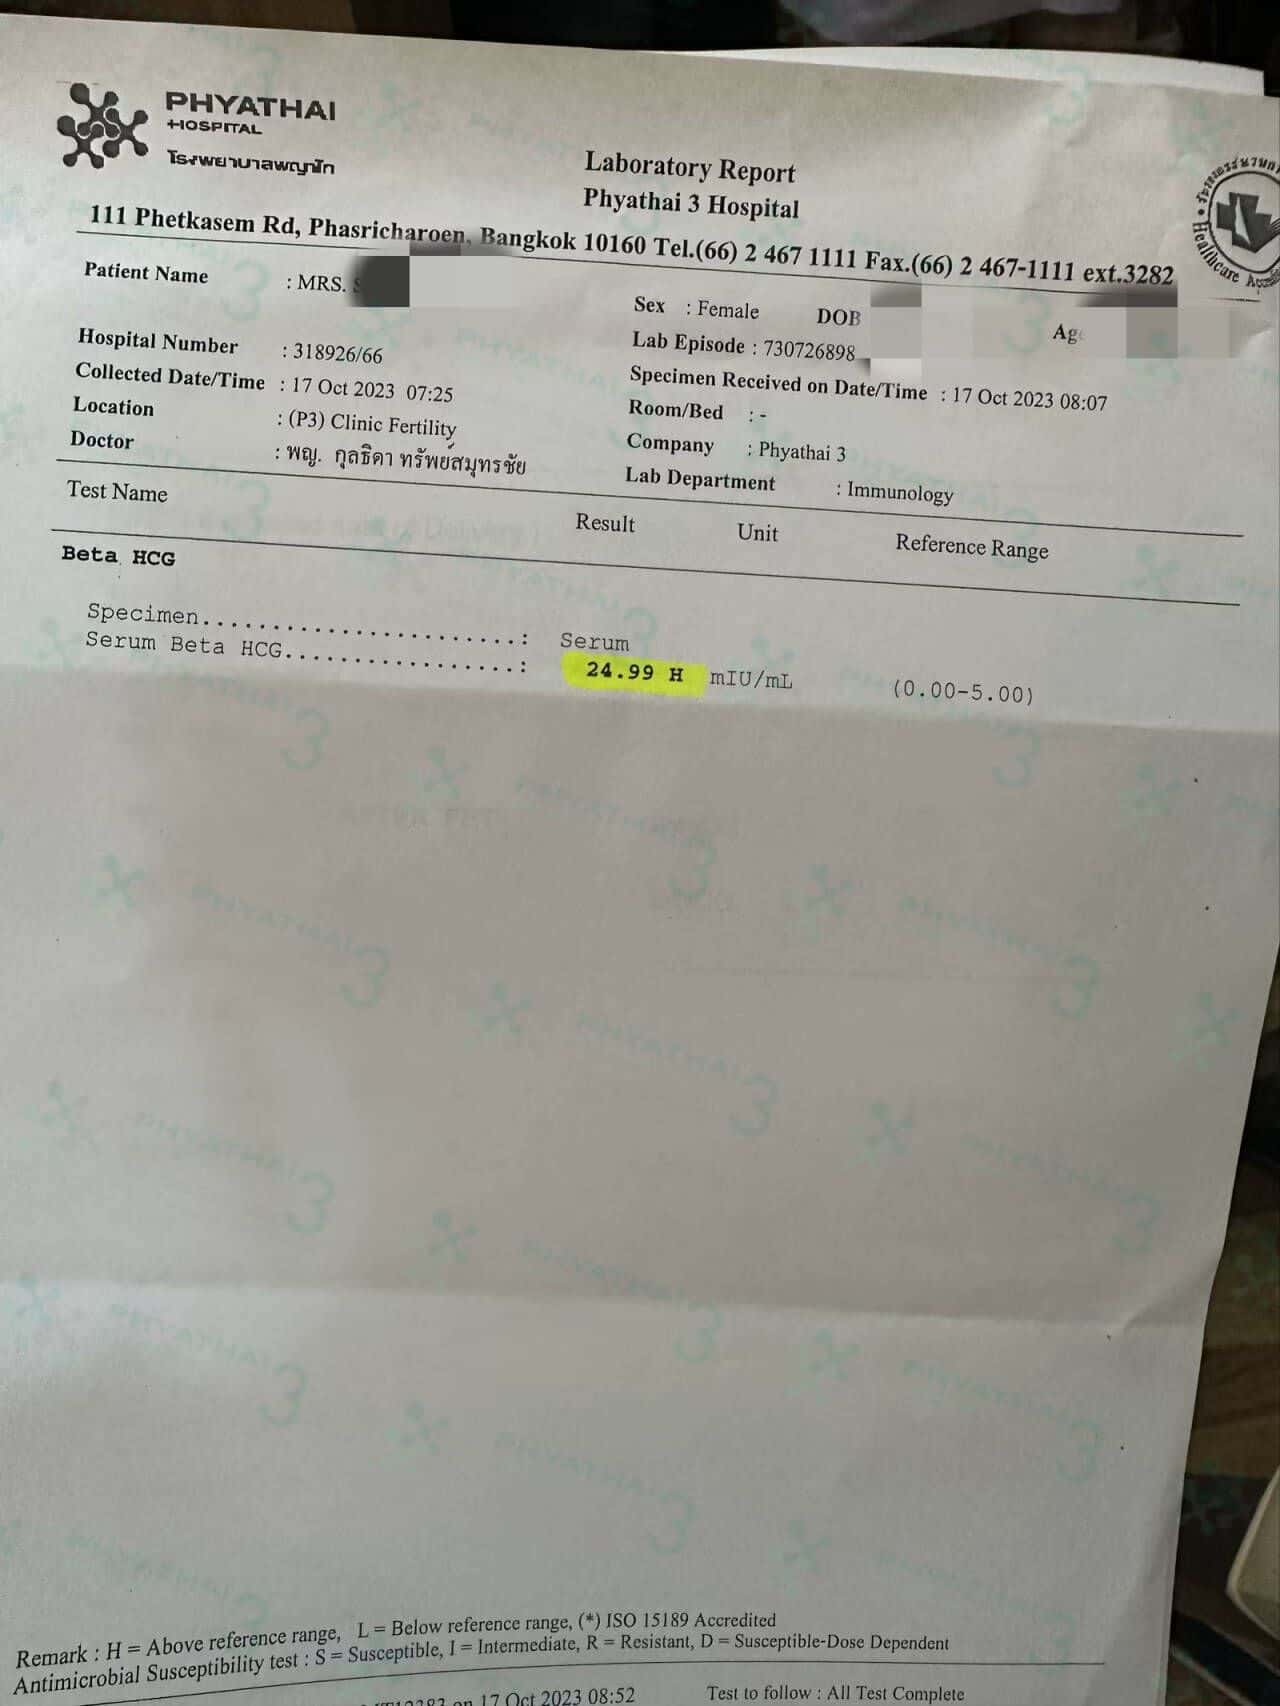 PHYATHAI
HOSPITAL
โรงพยาบาลพญาไท
Laboratory Report
Phyathai 3 Hospital
111 Phetkasem Rd, Phasricharoen, Bangkok 10160 Tel.(66) 2 467 1111 Fax.(66) 2 467-1111 ext.3282
Healthcare
Patient Name : MRS.
Sex : Female DOB
Hospital Number : 318926/66
Lab Episode : 730726898
Collected Date/Time : 17 Oct 2023 07:25
Specimen Received on Date/Time : 17 Oct 2023 08:07
Location : (P3) Clinic Fertility
Room/Bed : -
Doctor : พญ. กุลธิดา ทรัพย์สมุทรชัย
Company : Phyathai 3
Lab Department : Immunology
Test Name Result Unit Reference Range
Beta HCG
Specimen.......................: Serum
Serum Beta HCG.................: 24.99 H mIU/mL (0.00-5.00)
Remark : H = Above reference range, L = Below reference range, (*) ISO 15189 Accredited
Antimicrobial Susceptibility test : S = Susceptible, I = Intermediate, R = Resistant, D = Susceptible-Dose Dependent
on 17 Oct 2023 08:52 Test to follow : All Test Complete